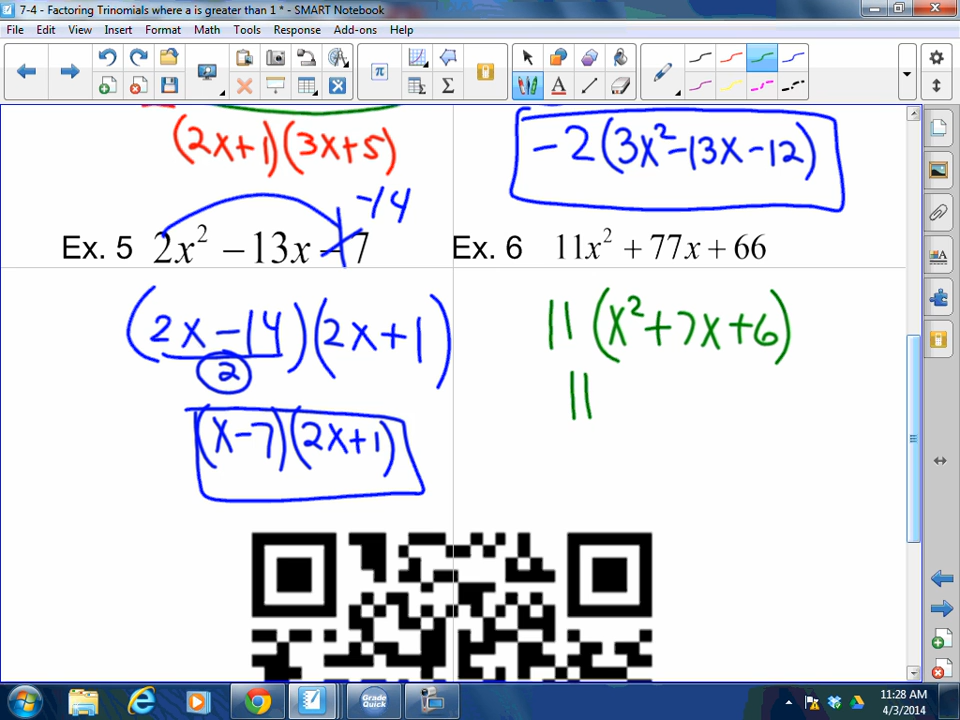 7-4 - Factoring Trinomials where a is greater than 1 * - SMART Notebook
File Edit View Insert Format Math Tools Response Add-ons Help
(2x+1)(3x+5)
-2(3x²-13x-12)
-14
Ex. 5 2x² - 13x - 7
Ex. 6 11x² + 77x + 66
(2x-14)(2x+1)
2
11(x²+7x+6)
11
(x-7)(2x+1)
Grade Quick
11:28 AM
4/3/2014